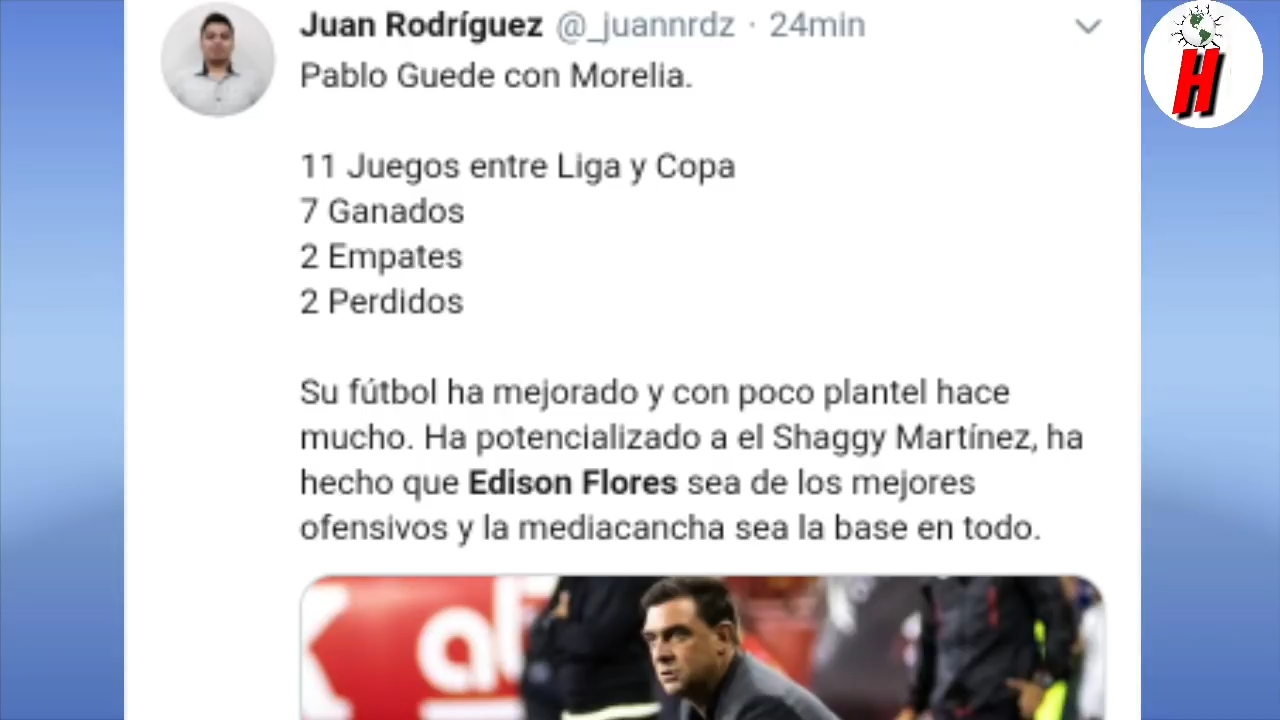 Juan Rodríguez @_juannrdz · 24min
Pablo Guede con Morelia.
11 Juegos entre Liga y Copa
7 Ganados
2 Empates
2 Perdidos
Su fútbol ha mejorado y con poco plantel hace
mucho. Ha potencializado a el Shaggy Martínez, ha
hecho que Edison Flores sea de los mejores
ofensivos y la mediacancha sea la base en todo.
H